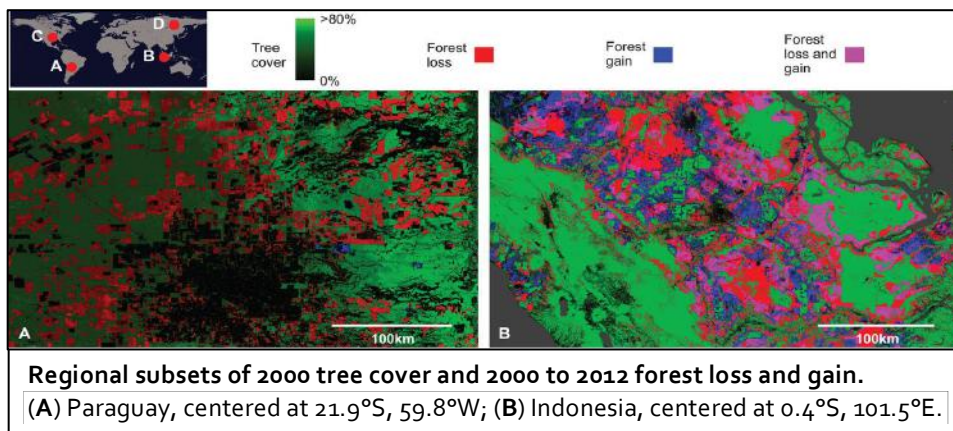 C
D
A
B
Tree
cover
>80%
0%
Forest
loss
Forest
gain
Forest
loss and
gain
A
100km
B
100km
Regional subsets of 2000 tree cover and 2000 to 2012 forest loss and gain.
(A) Paraguay, centered at 21.9°S, 59.8°W; (B) Indonesia, centered at 0.4°S, 101.5°E.